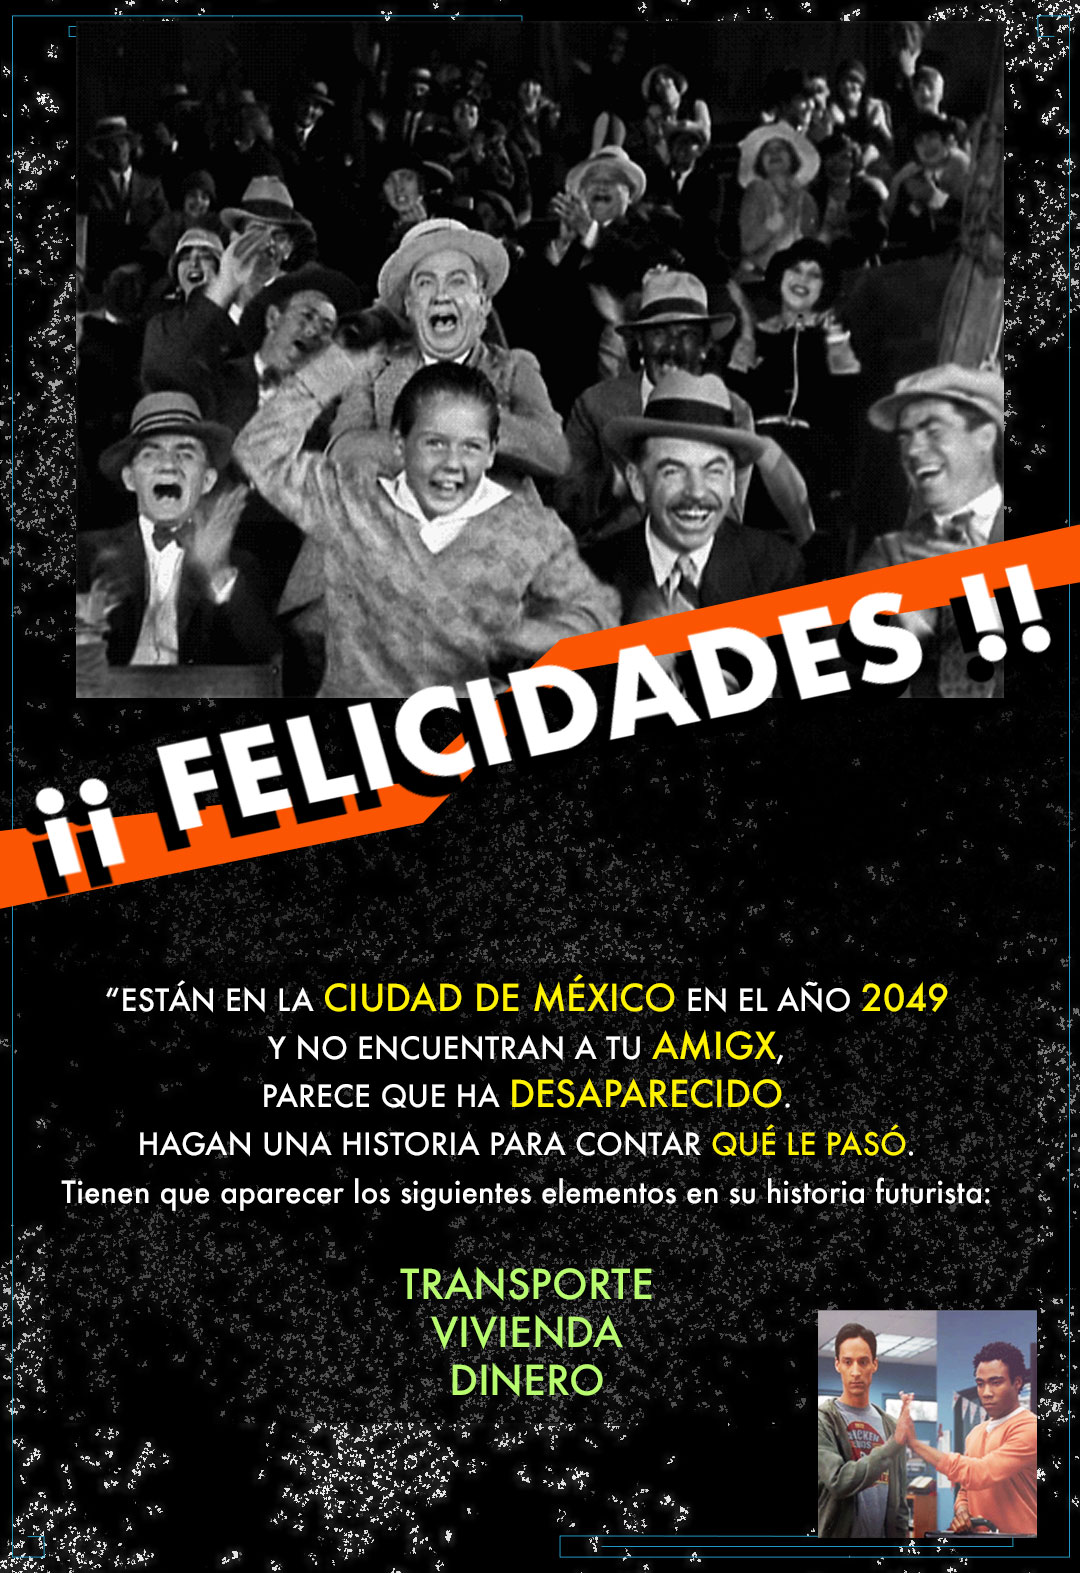 ¡¡ FELICIDADES !!
“ESTÁN EN LA CIUDAD DE MÉXICO EN EL AÑO 2049
Y NO ENCUENTRAN A TU AMIGX,
PARECE QUE HA DESAPARECIDO.
HAGAN UNA HISTORIA PARA CONTAR QUÉ LE PASÓ.
Tienen que aparecer los siguientes elementos en su historia futurista:
TRANSPORTE
VIVIENDA
DINERO